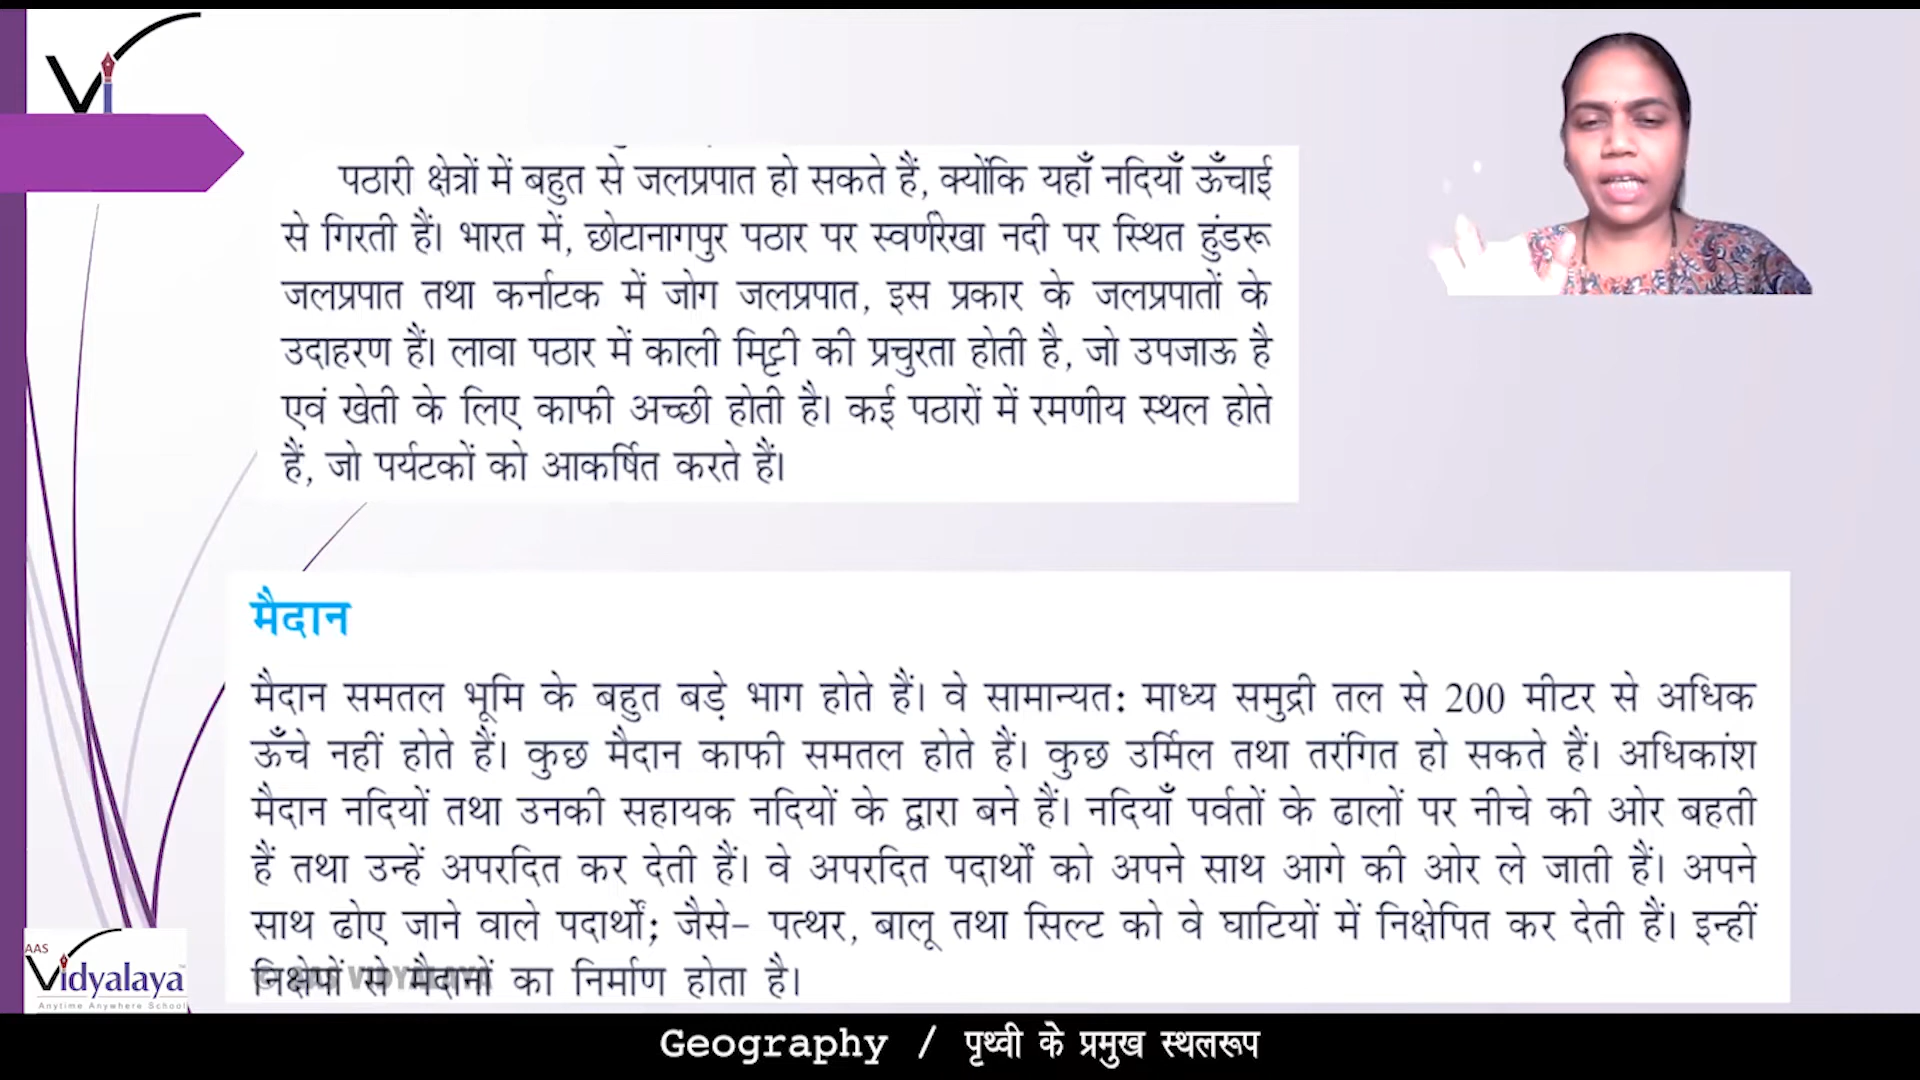 पठारी क्षेत्रों में बहुत से जलप्रपात हो सकते हैं, क्योंकि यहाँ नदियाँ ऊँचाई
से गिरती हैं। भारत में, छोटानागपुर पठार पर स्वर्णरेखा नदी पर स्थित हुंडरू
जलप्रपात तथा कर्नाटक में जोग जलप्रपात, इस प्रकार के जलप्रपातों के
उदाहरण हैं। लावा पठार में काली मिट्टी की प्रचुरता होती है, जो उपजाऊ है
एवं खेती के लिए काफी अच्छी होती है। कई पठारों में रमणीय स्थल होते
हैं, जो पर्यटकों को आकर्षित करते हैं।
मैदान
मैदान समतल भूमि के बहुत बड़े भाग होते हैं। वे सामान्यत: माध्य समुद्री तल से 200 मीटर से अधिक
ऊँचे नहीं होते हैं। कुछ मैदान काफी समतल होते हैं। कुछ उर्मिल तथा तरंगित हो सकते हैं। अधिकांश
मैदान नदियों तथा उनकी सहायक नदियों के द्वारा बने हैं। नदियाँ पर्वतों के ढालों पर नीचे की ओर बहती
हैं तथा उन्हें अपरदित कर देती हैं। वे अपरदित पदार्थों को अपने साथ आगे की ओर ले जाती हैं। अपने
साथ ढोए जाने वाले पदार्थों; जैसे– पत्थर, बालू तथा सिल्ट को वे घाटियों में निक्षेपित कर देती हैं। इन्हीं
निक्षेपों से मैदानों का निर्माण होता है।
© AAS VIDYALAYA
AAS
Vidyalaya
Anytime Anywhere School
Geography / पृथ्वी के प्रमुख स्थलरूप